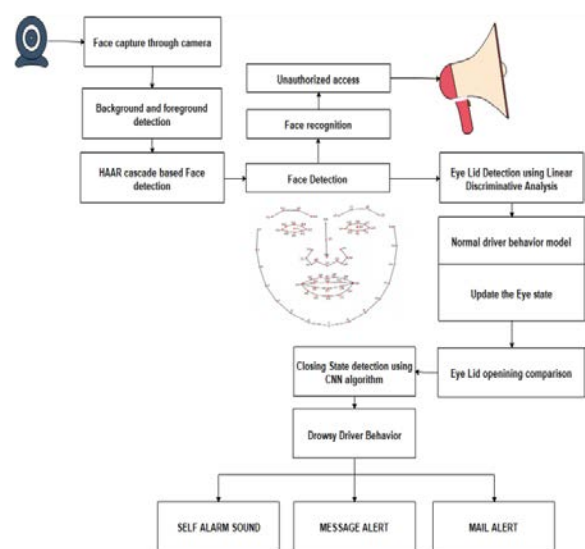 Face capture through camera
Unauthorized access
Background and foreground
detection
Face recognition
HAAR cascade based Face
detection
Face Detection
Eye Lid Detection using Linear
Discriminative Analysis
Normal driver behavior model
Update the Eye state
Closing State detection using
CNN algorithm
Eye Lid openining comparison
Drowsy Driver Behavior
SELF ALARM SOUND
MESSAGE ALERT
MAIL ALERT